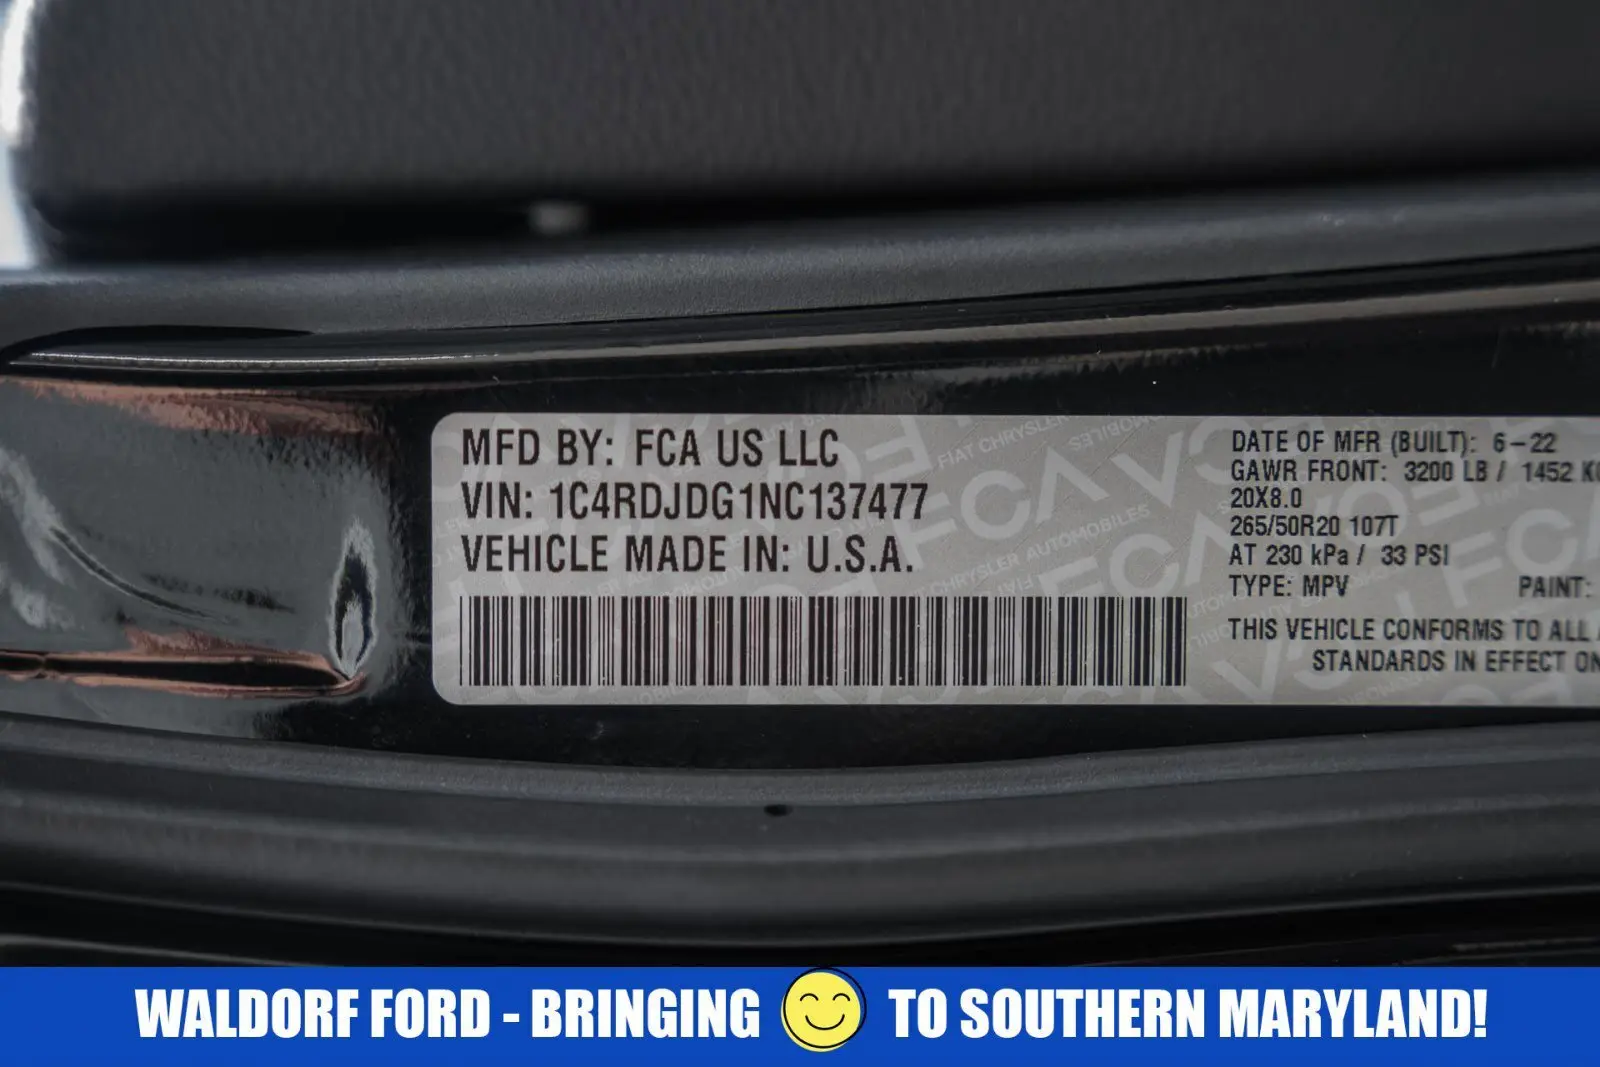 MFD BY: FCA US LLC
VIN: 1C4RDJDG1NC137477
VEHICLE MADE IN: U.S.A.
DATE OF MFR (BUILT): 6-22
GAWR FRONT: 3200 LB / 1452 K
20X8.0
265/50R20 107T
AT 230 kPa / 33 PSI
TYPE: MPV PAINT:
THIS VEHICLE CONFORMS TO ALL
STANDARDS IN EFFECT ON
WALDORF FORD - BRINGING TO SOUTHERN MARYLAND!